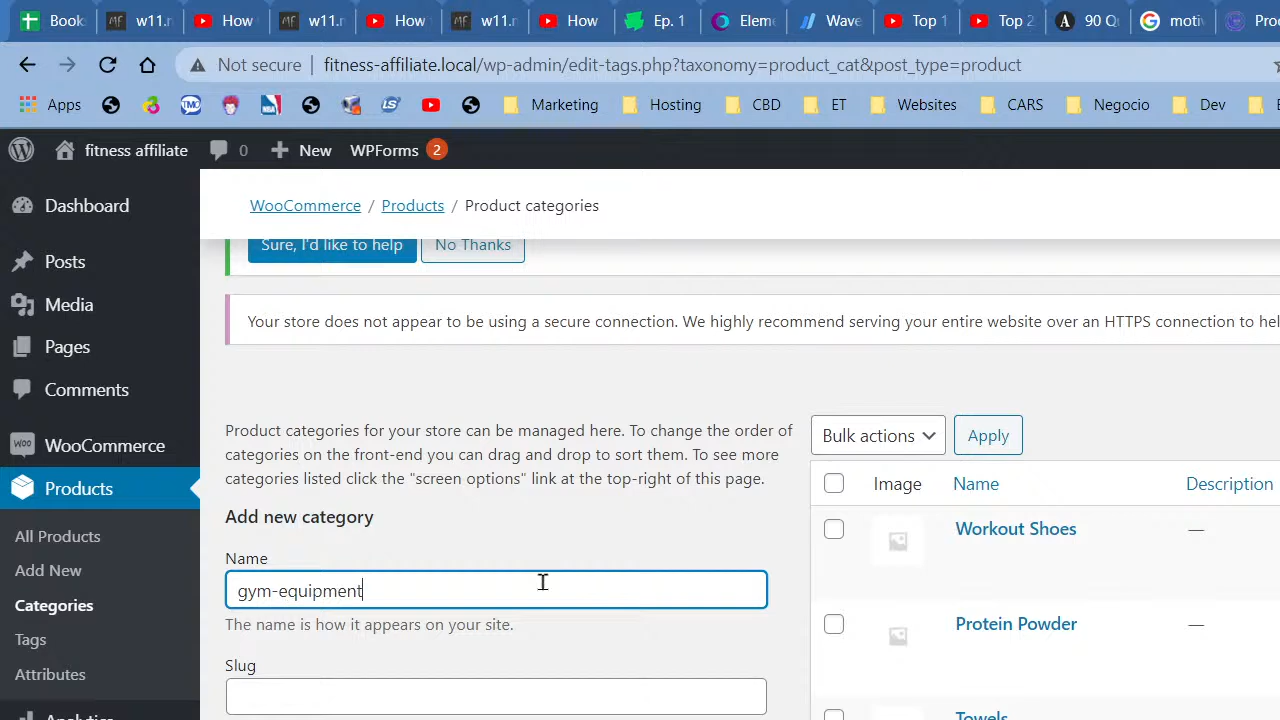 Book How w11.r How w11.r How Ep. 1 Eleme Wave Top 1 Top 2 90 Q motiv Prod
Not secure fitness-affiliate.local/wp-admin/edit-tags.php?taxonomy=product_cat&post_type=product
Apps Marketing Hosting CBD ET Websites CARS Negocio Dev
fitness affiliate 0 New WPForms 2
WooCommerce / Products / Product categories
Dashboard
Posts
Media
Pages
Comments
WooCommerce
Products
All Products
Add New
Categories
Tags
Attributes
Analytics
Sure, I'd like to help No Thanks
Your store does not appear to be using a secure connection. We highly recommend serving your entire website over an HTTPS connection to hel
Product categories for your store can be managed here. To change the order of
categories on the front-end you can drag and drop to sort them. To see more
categories listed click the "screen options" link at the top-right of this page.
Add new category
Name
gym-equipment
The name is how it appears on your site.
Slug
Bulk actions Apply
Image Name Description
Workout Shoes —
Protein Powder —
Towels